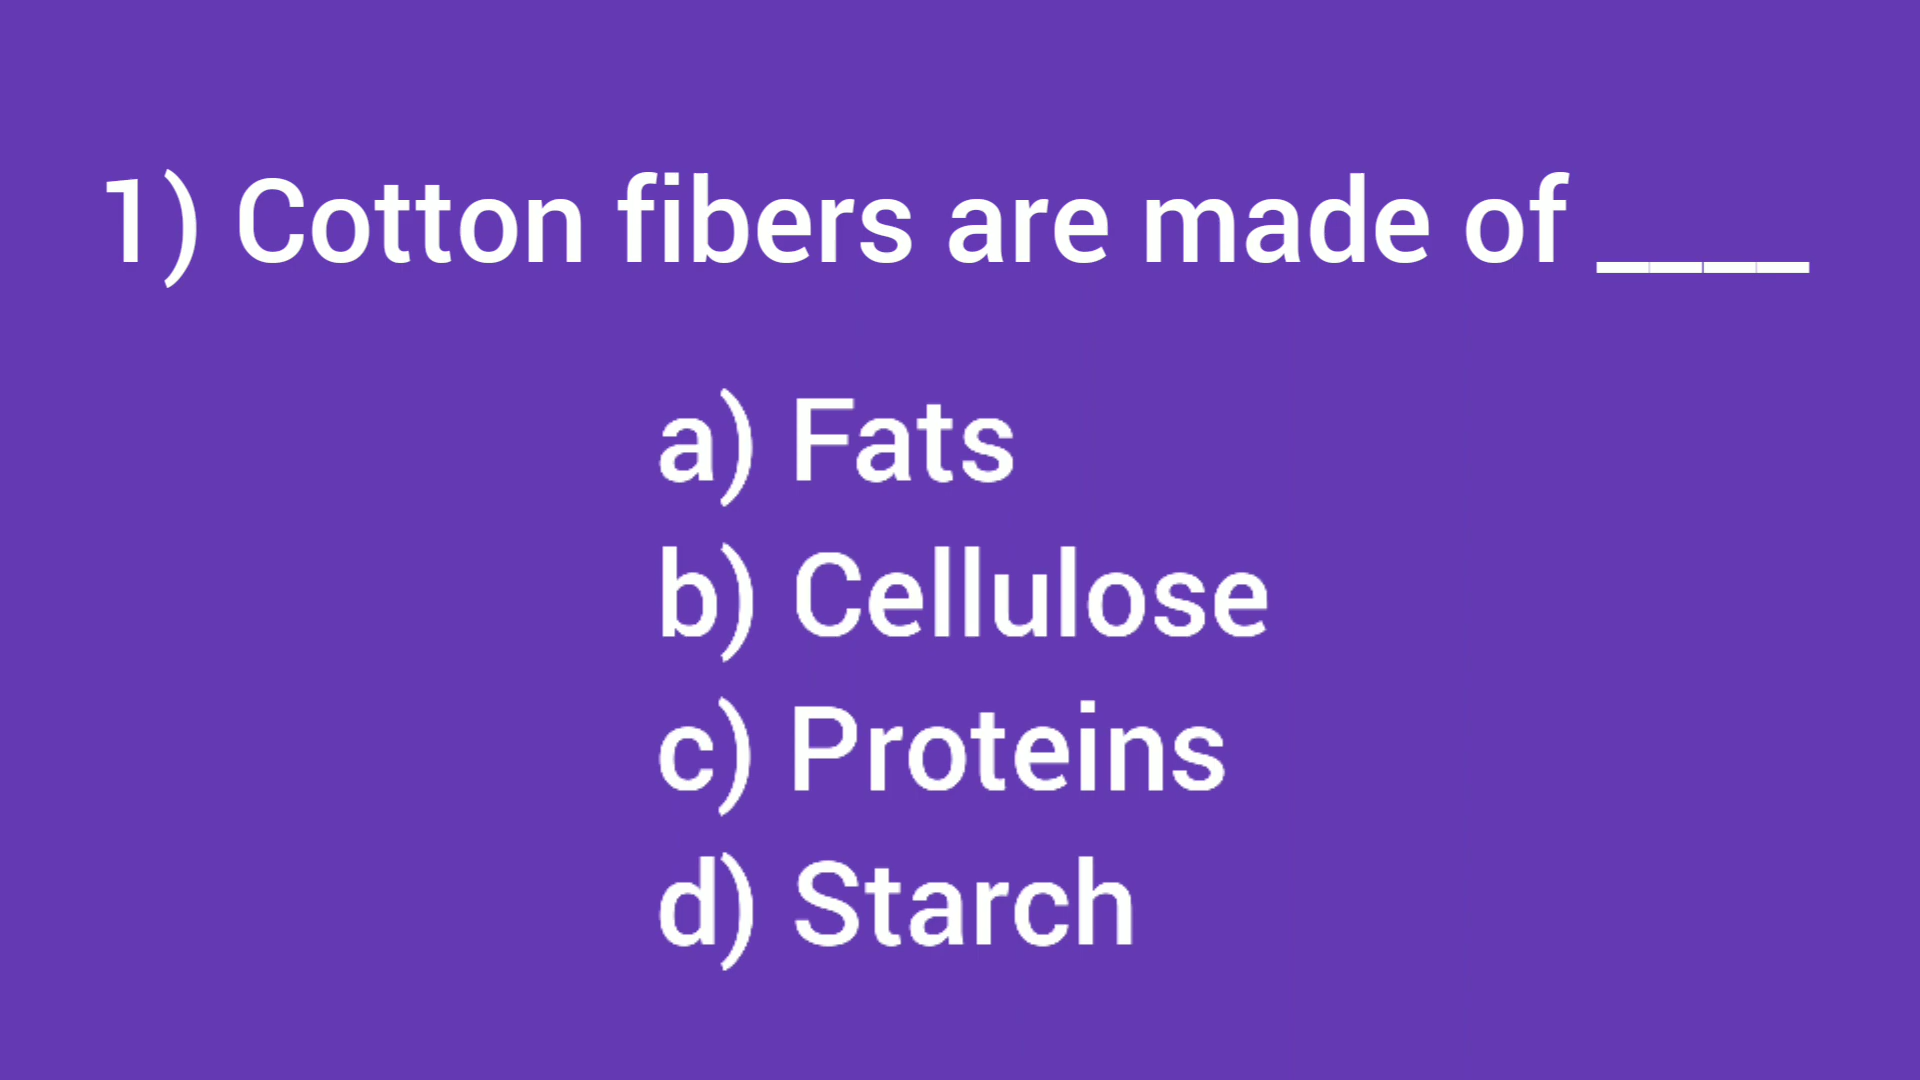 1) Cotton fibers are made of ____
a) Fats
b) Cellulose
c) Proteins
d) Starch